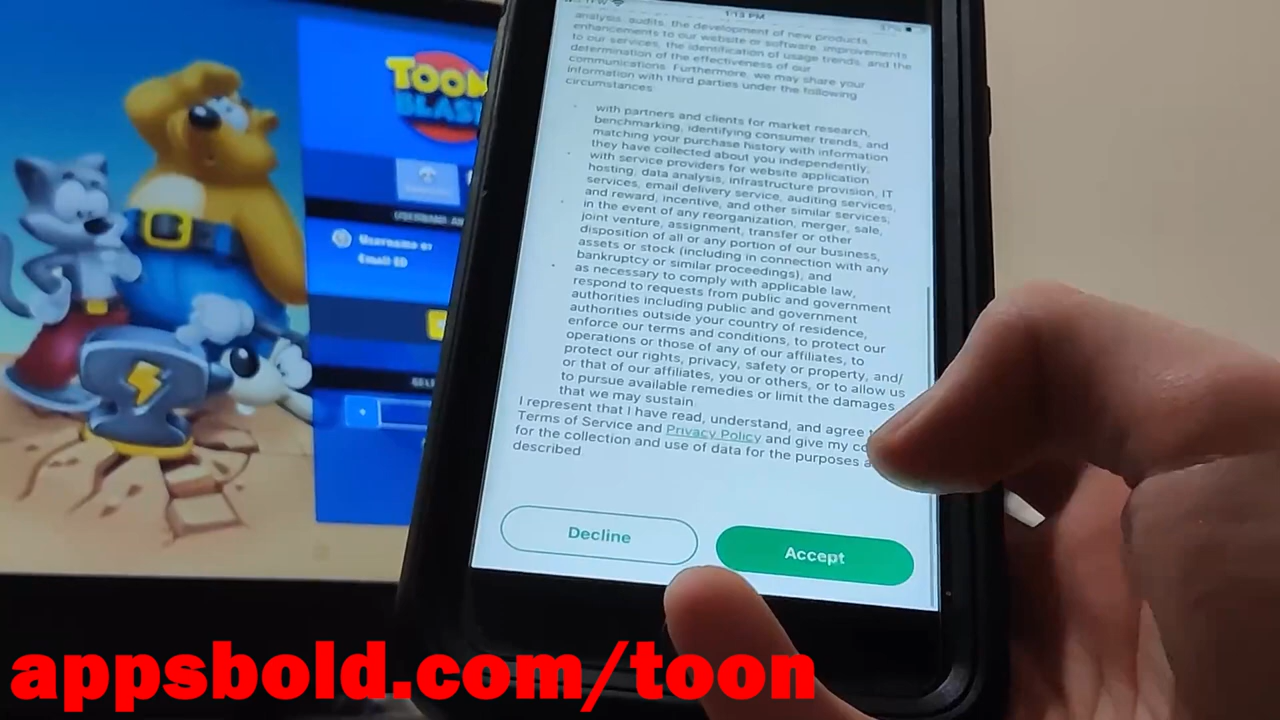 1:13 PM
analysis, audits, the development of new products,
enhancements to our website or software, improvements
to our services, the identification of usage trends, and the
determination of the effectiveness of our
communications. Furthermore, we may share your
information with third parties under the following
circumstances
with partners and clients for market research,
benchmarking, identifying consumer trends, and
matching your purchase history with information
they have collected about you independently,
with service providers for website application
hosting, data analysis, infrastructure provision, IT
services, email delivery service, auditing services,
and reward, incentive, and other similar services,
in the event of any reorganization, merger, sale,
joint venture, assignment, transfer or other
disposition of all or any portion of our business,
assets or stock (including in connection with any
bankruptcy or similar proceedings), and
as necessary to comply with applicable law,
respond to requests from public and government
authorities including public and government
authorities outside your country of residence,
enforce our terms and conditions, to protect our
operations or those of any of our affiliates, to
protect our rights, privacy, safety or property, and/
or that of our affiliates, you or others, or to allow us
to pursue available remedies or limit the damages
that we may sustain
I represent that I have read, understand, and agree
Terms of Service and Privacy Policy and give my
for the collection and use of data for the purposes
described
Decline
Accept
TOON
BLAST
Username or
Email ID
appsbold.com/toon